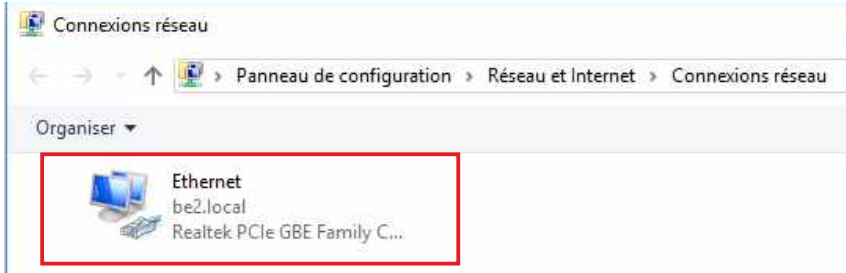 Connexions réseau
Panneau de configuration > Réseau et Internet > Connexions réseau
Organiser
Ethernet
be2.local
Realtek PCIe GBE Family C...